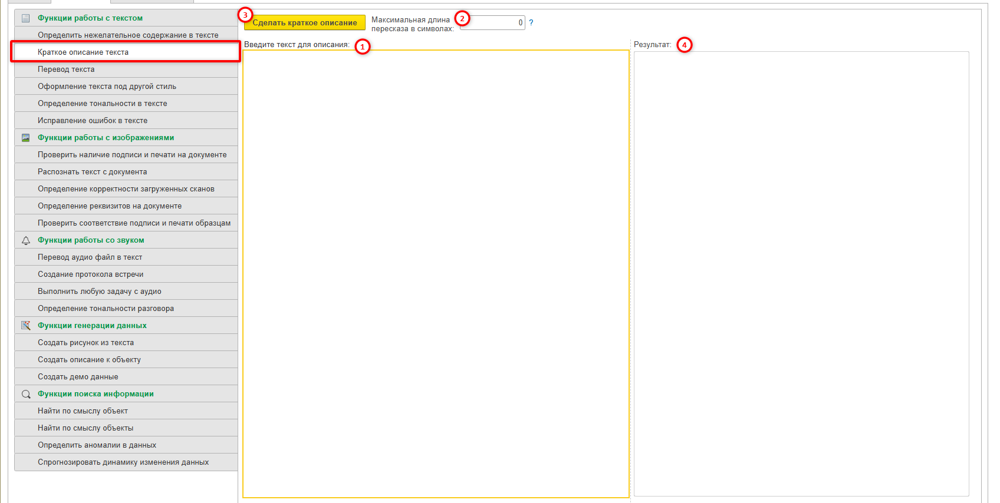 Функции работы с текстом
Определить нежелательное содержание в тексте
Краткое описание текста
Перевод текста
Оформление текста под другой стиль
Определение тональности в тексте
Исправление ошибок в тексте
Функции работы с изображениями
Проверить наличие подписи и печати на документе
Распознать текст с документа
Определение корректности загруженных сканов
Определение реквизитов на документе
Проверить соответствие подписи и печати образцам
Функции работы со звуком
Перевод аудио файл в текст
Создание протокола встречи
Выполнить любую задачу с аудио
Определение тональности разговора
Функции генерации данных
Создать рисунок из текста
Создать описание к объекту
Создать демо данные
Функции поиска информации
Найти по смыслу объект
Найти по смыслу объекты
Определить аномалии в данных
Спрогнозировать динамику изменения данных
3
Сделать краткое описание
Максимальная длина
пересказа в символах:
2
0
?
Введите текст для описания:
1
Результат:
4